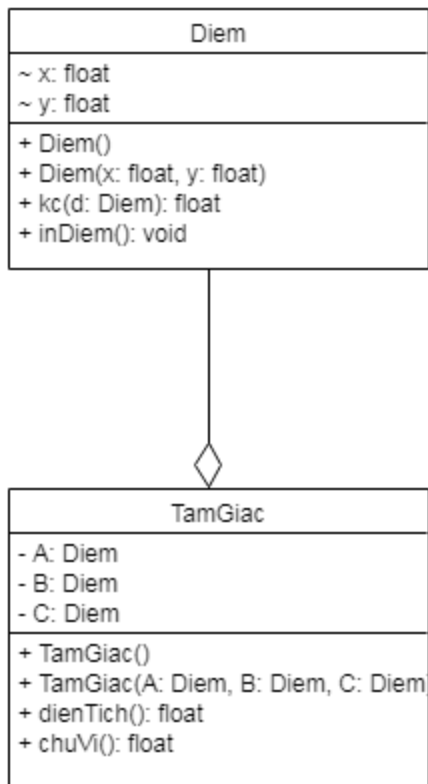 Diem
~ x: float
~ y: float
+ Diem()
+ Diem(x: float, y: float)
+ kc(d: Diem): float
+ inDiem(): void
TamGiac
- A: Diem
- B: Diem
- C: Diem
+ TamGiac()
+ TamGiac(A: Diem, B: Diem, C: Diem)
+ dienTich(): float
+ chuVi(): float